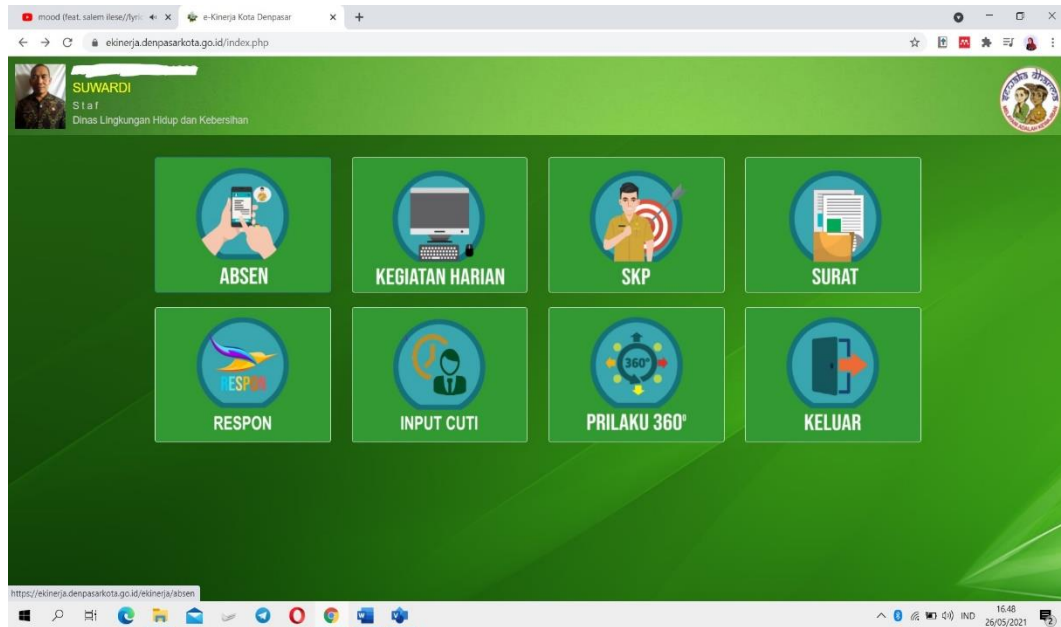 mood (feat. salem ilese//lyric
e-Kinerja Kota Denpasar
ekinerja.denpasarkota.go.id/index.php
SUWARDI
Staf
Dinas Lingkungan Hidup dan Kebersihan
ABSEN
KEGIATAN HARIAN
SKP
SURAT
RESPON
360°
RESPON
INPUT CUTI
PRILAKU 360°
KELUAR
https://ekinerja.denpasarkota.go.id/ekinerja/absen
IND
16.48
26/05/2021